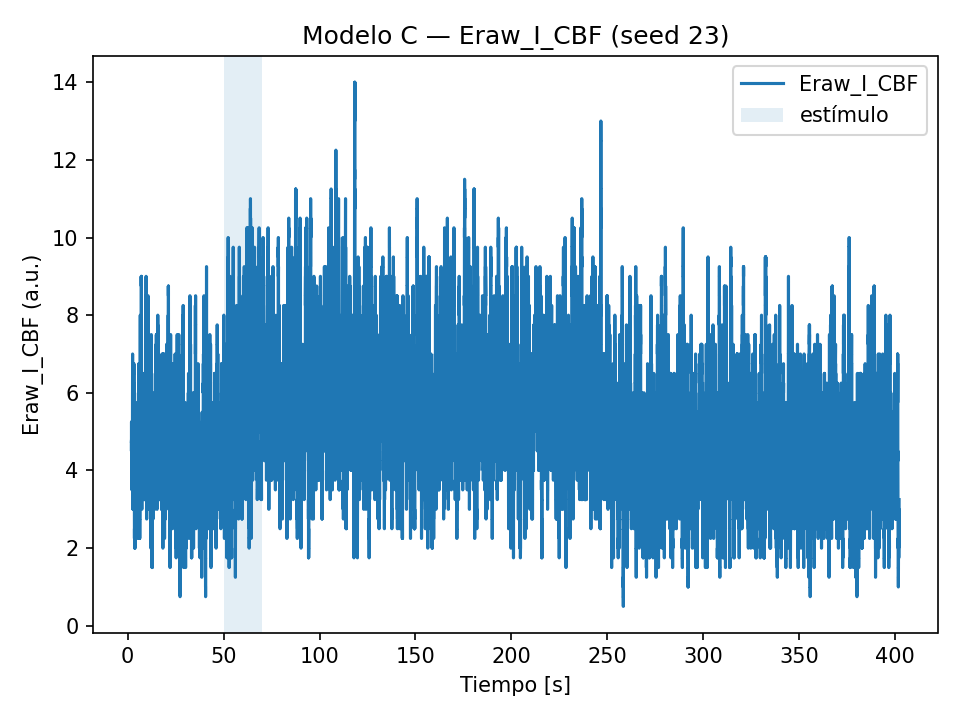 Modelo C — Eraw_I_CBF (seed 23)
Eraw_I_CBF
estímulo
14
12
10
8
6
4
2
0
Eraw_I_CBF (a.u.)
0 50 100 150 200 250 300 350 400
Tiempo [s]